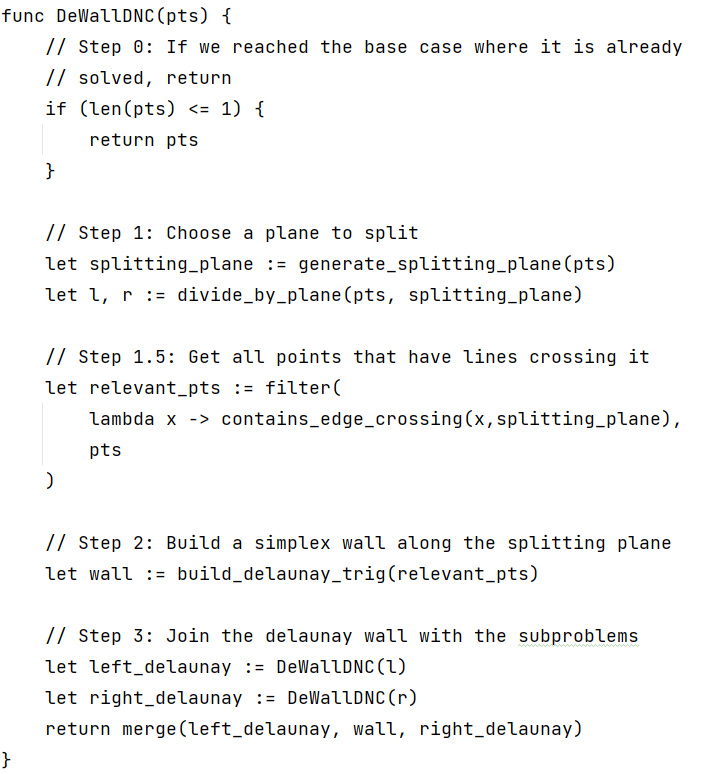 func DeWallDNC(pts) {
    // Step 0: If we reached the base case where it is already
    // solved, return
    if (len(pts) <= 1) {
        return pts
    }

    // Step 1: Choose a plane to split
    let splitting_plane := generate_splitting_plane(pts)
    let l, r := divide_by_plane(pts, splitting_plane)

    // Step 1.5: Get all points that have lines crossing it
    let relevant_pts := filter(
        lambda x -> contains_edge_crossing(x,splitting_plane),
        pts
    )

    // Step 2: Build a simplex wall along the splitting plane
    let wall := build_delaunay_trig(relevant_pts)

    // Step 3: Join the delaunay wall with the subproblems
    let left_delaunay := DeWallDNC(l)
    let right_delaunay := DeWallDNC(r)
    return merge(left_delaunay, wall, right_delaunay)
}